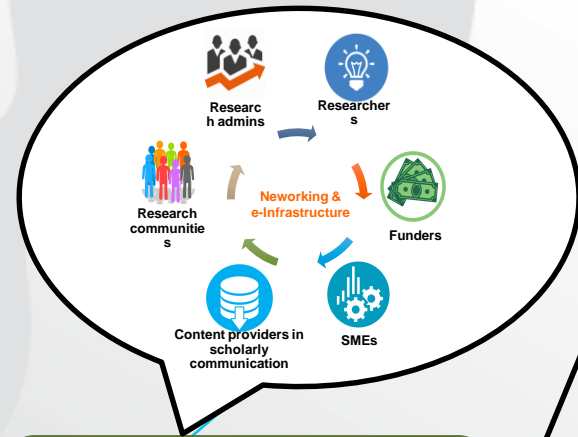 Researc
h admins
Researcher
s
Neworking &
e-Infrastructure
Research
communitie
s
Funders
Content providers in
scholarly
communication
SMEs